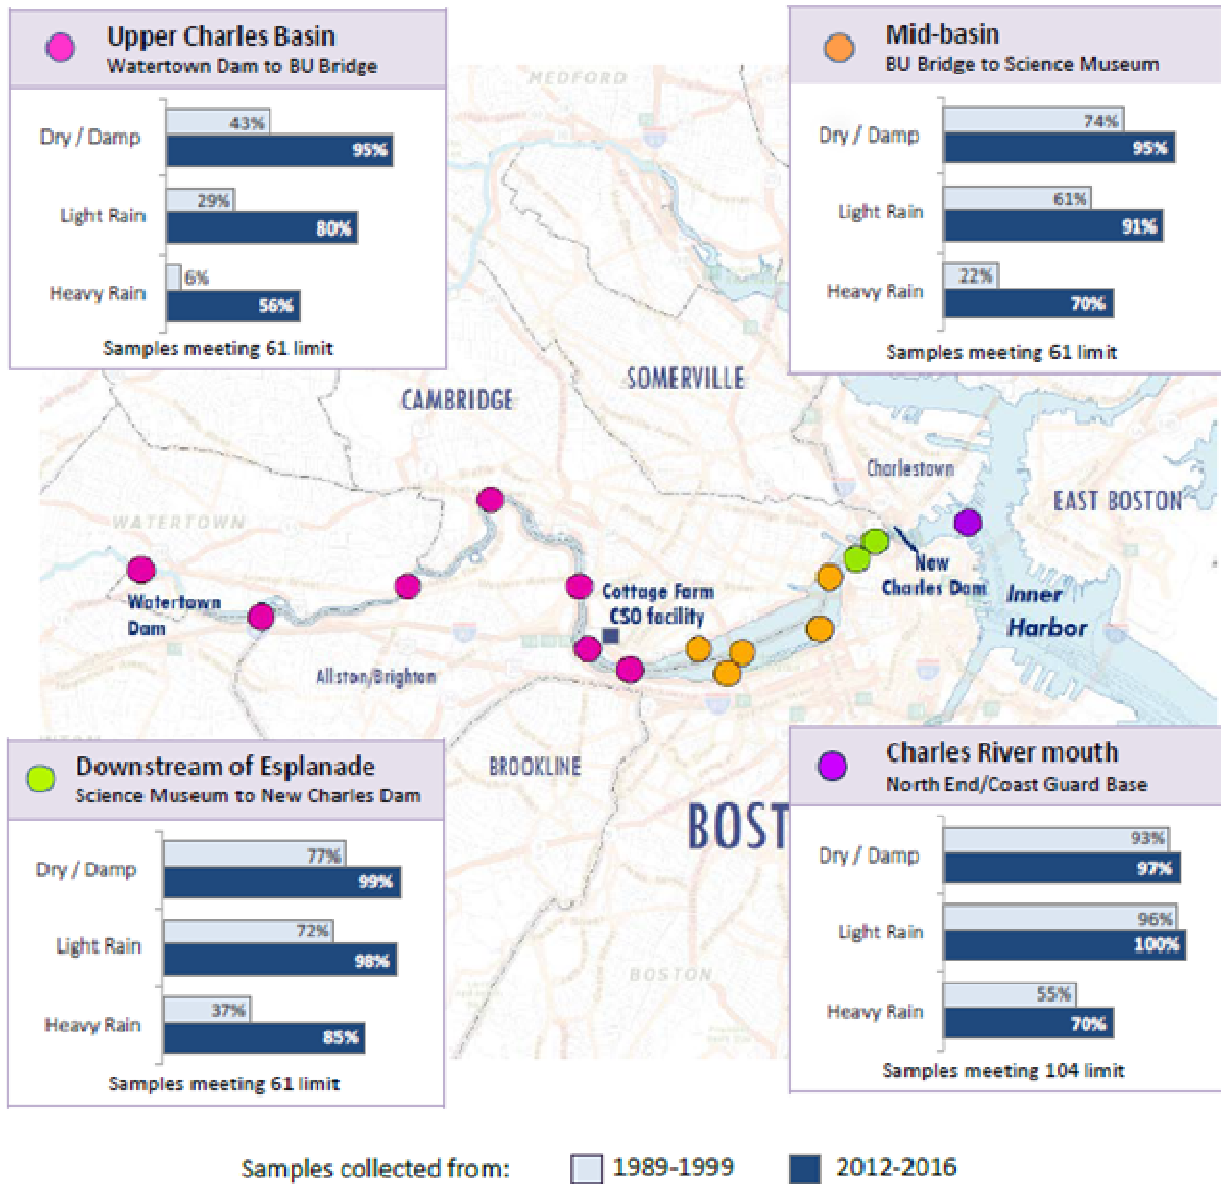 Upper Charles Basin
Watertown Dam to BU Bridge
Dry / Damp
43%
95%
Light Rain
29%
80%
Heavy Rain
6%
56%
Samples meeting 61 limit
Mid-basin
BU Bridge to Science Museum
Dry / Damp
74%
95%
Light Rain
61%
91%
Heavy Rain
22%
70%
Samples meeting 61 limit
MEDFORD
SOMERVILLE
CAMBRIDGE
Charlestown
EAST BOSTON
WATERTOWN
New
Charles Dam
Watertown
Dam
Cottage Farm
CSO facility
Inner
Harbor
Allston/Brighton
BROOKLINE
BOST
BOSTON
Downstream of Esplanade
Science Museum to New Charles Dam
Dry / Damp
77%
99%
Light Rain
72%
98%
Heavy Rain
37%
85%
Samples meeting 61 limit
Charles River mouth
North End/Coast Guard Base
Dry / Damp
93%
97%
Light Rain
96%
100%
Heavy Rain
55%
70%
Samples meeting 104 limit
Samples collected from:
1989-1999
2012-2016